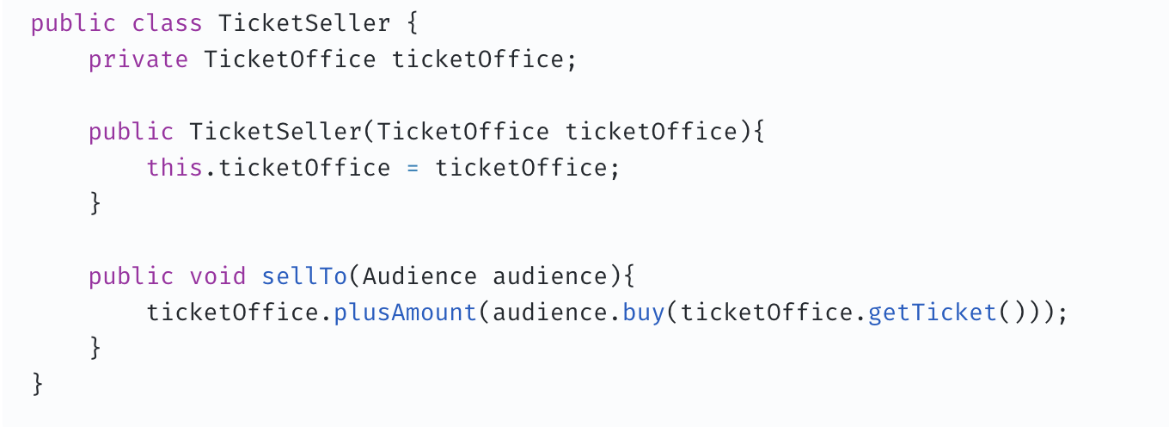 public class TicketSeller {
    private TicketOffice ticketOffice;

    public TicketSeller(TicketOffice ticketOffice){
        this.ticketOffice = ticketOffice;
    }

    public void sellTo(Audience audience){
        ticketOffice.plusAmount(audience.buy(ticketOffice.getTicket()));
    }
}